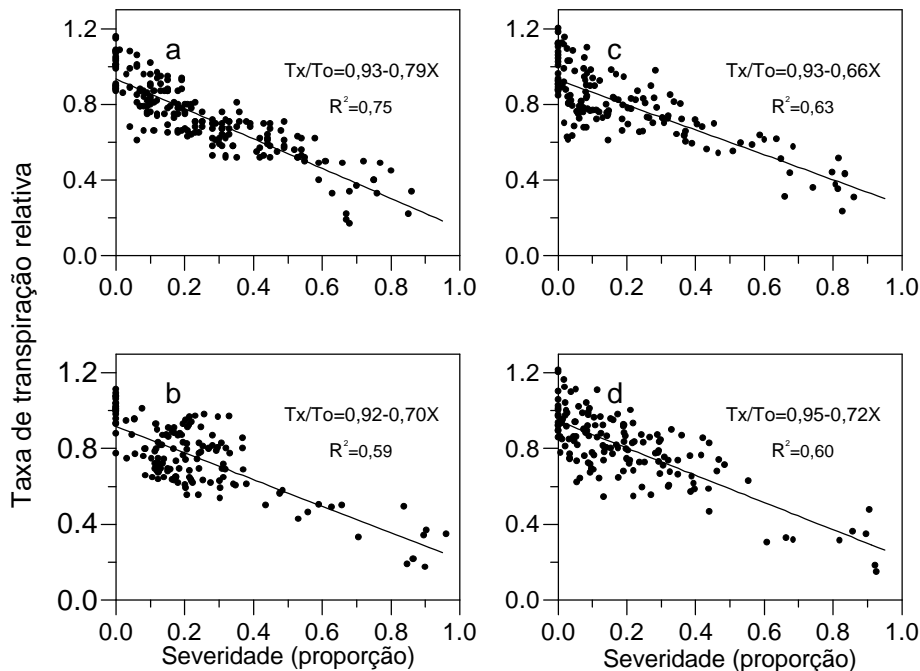 Taxa de transpiração relativa
1.2
0.8
0.4
0.0
a
Tx/To=0,93-0,79X
R²=0,75
0.0 0.2 0.4 0.6 0.8 1.0
1.2
0.8
0.4
0.0
c
Tx/To=0,93-0,66X
R²=0,63
0.0 0.2 0.4 0.6 0.8 1.0
1.2
0.8
0.4
0.0
b
Tx/To=0,92-0,70X
R²=0,59
0.0 0.2 0.4 0.6 0.8 1.0
Severidade (proporção)
1.2
0.8
0.4
0.0
d
Tx/To=0,95-0,72X
R²=0,60
0.0 0.2 0.4 0.6 0.8 1.0
Severidade (proporção)